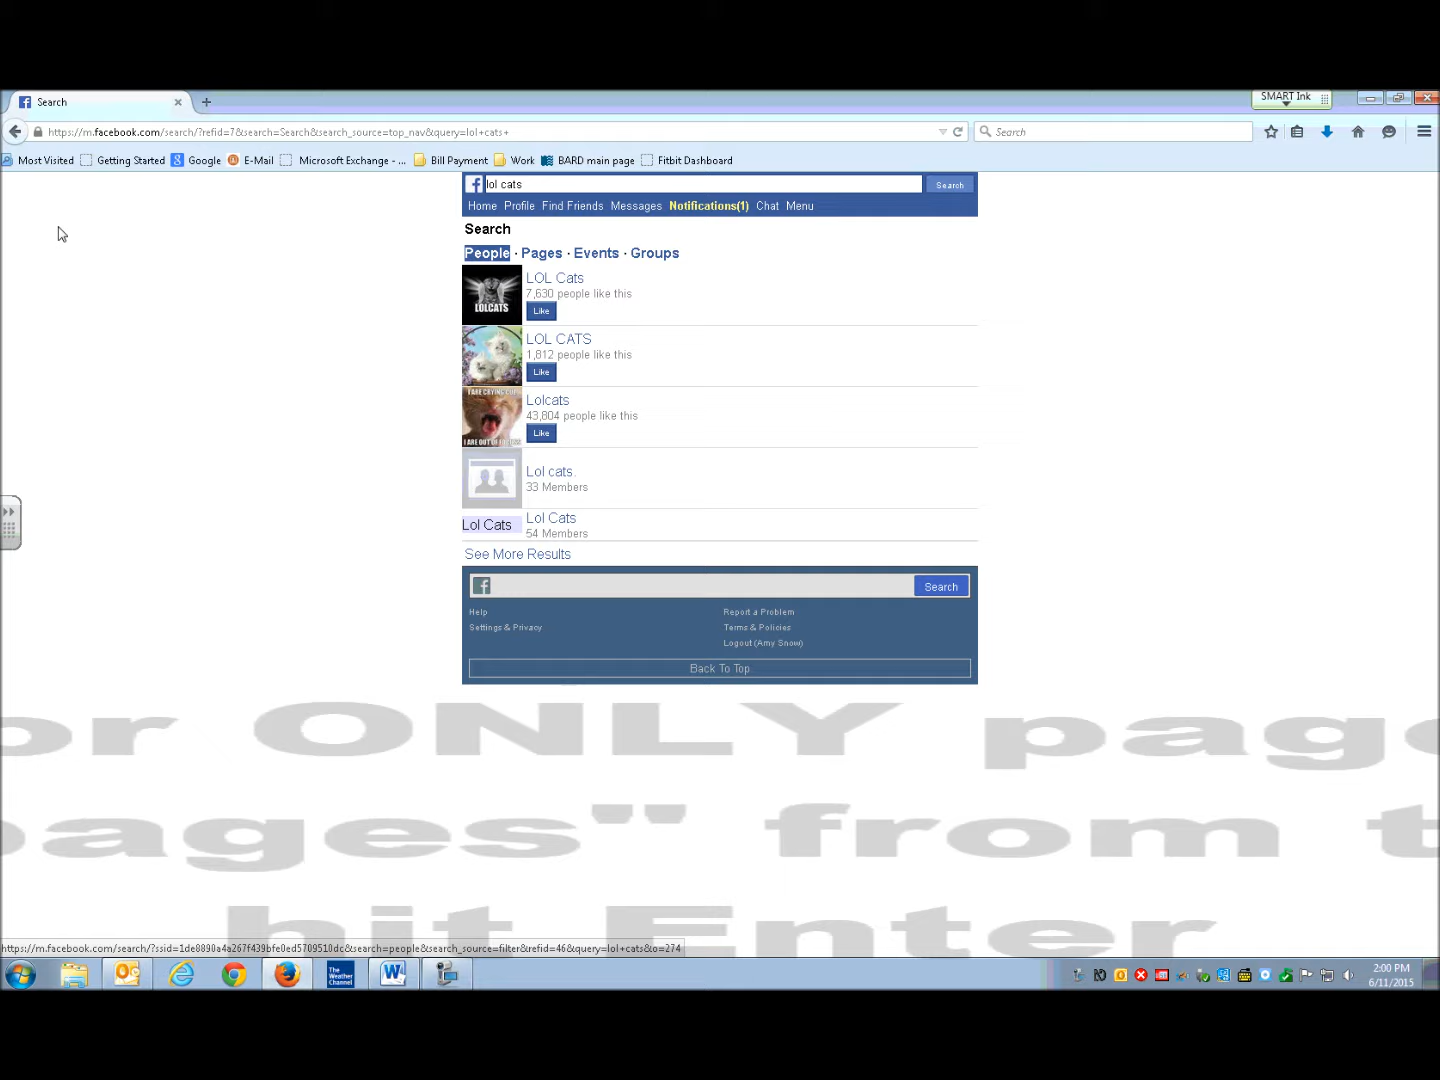 Search
SMART Ink
https://m.facebook.com/search/?refid=7&search=Search&search_source=top_nav&query=lol+cats+
Search
Most Visited Getting Started Google E-Mail Microsoft Exchange - ... Bill Payment Work BARD main page Fitbit Dashboard
lol cats Search
Home Profile Find Friends Messages Notifications(1) Chat Menu
Search
People · Pages · Events · Groups
LOL Cats
7,630 people like this
LOLCATS
Like
LOL CATS
1,812 people like this
Like
Lolcats
43,804 people like this
Like
Lol cats.
33 Members
Lol Cats
Lol Cats
54 Members
See More Results
Search
Help
Report a Problem
Settings & Privacy
Terms & Policies
Logout (Amy Snow)
Back To Top
or ONLY page
pages" from t
hit Enter
https://m.facebook.com/search/?ssid=1de8890a4a267f439bfe0ed5709510dc&search=people&search_source=filter&refid=46&query=lol+cats&o=274
The
Weather
Channel
2:00 PM
6/11/2015